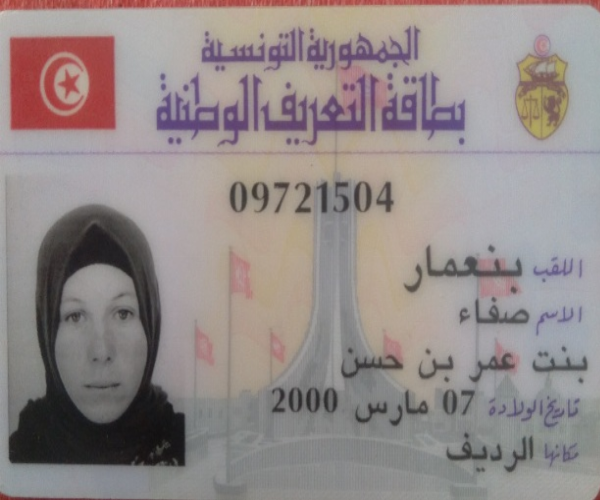 الجمهورية التونسية
بطاقة التعريف الوطنية
09721504
اللقب بنعمار
الاسم صفاء
بنت عمر بن حسن
تاريخ الولادة 07 مارس 2000
مكانها الرديف